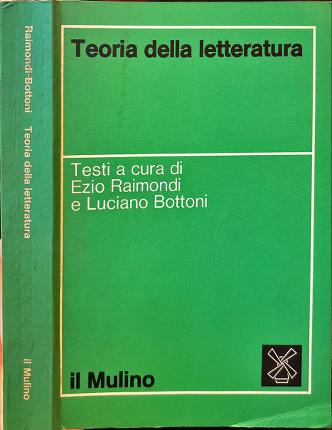 Raimondi-Bottoni Teoria della letteratura il Mulino
Teoria della letteratura
Testi a cura di
Ezio Raimondi
e Luciano Bottoni
il Mulino